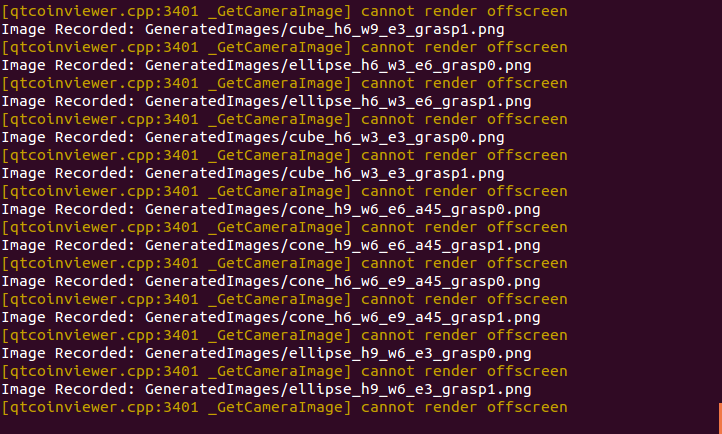 [qtcoinviewer.cpp:3401 _GetCameraImage] cannot render offscreen
Image Recorded: GeneratedImages/cube_h6_w9_e3_grasp1.png
[qtcoinviewer.cpp:3401 _GetCameraImage] cannot render offscreen
Image Recorded: GeneratedImages/ellipse_h6_w3_e6_grasp0.png
[qtcoinviewer.cpp:3401 _GetCameraImage] cannot render offscreen
Image Recorded: GeneratedImages/ellipse_h6_w3_e6_grasp1.png
[qtcoinviewer.cpp:3401 _GetCameraImage] cannot render offscreen
Image Recorded: GeneratedImages/cube_h6_w3_e3_grasp0.png
[qtcoinviewer.cpp:3401 _GetCameraImage] cannot render offscreen
Image Recorded: GeneratedImages/cube_h6_w3_e3_grasp1.png
[qtcoinviewer.cpp:3401 _GetCameraImage] cannot render offscreen
Image Recorded: GeneratedImages/cone_h9_w6_e6_a45_grasp0.png
[qtcoinviewer.cpp:3401 _GetCameraImage] cannot render offscreen
Image Recorded: GeneratedImages/cone_h9_w6_e6_a45_grasp1.png
[qtcoinviewer.cpp:3401 _GetCameraImage] cannot render offscreen
Image Recorded: GeneratedImages/cone_h6_w6_e9_a45_grasp0.png
[qtcoinviewer.cpp:3401 _GetCameraImage] cannot render offscreen
Image Recorded: GeneratedImages/cone_h6_w6_e9_a45_grasp1.png
[qtcoinviewer.cpp:3401 _GetCameraImage] cannot render offscreen
Image Recorded: GeneratedImages/ellipse_h9_w6_e3_grasp0.png
[qtcoinviewer.cpp:3401 _GetCameraImage] cannot render offscreen
Image Recorded: GeneratedImages/ellipse_h9_w6_e3_grasp1.png
[qtcoinviewer.cpp:3401 _GetCameraImage] cannot render offscreen